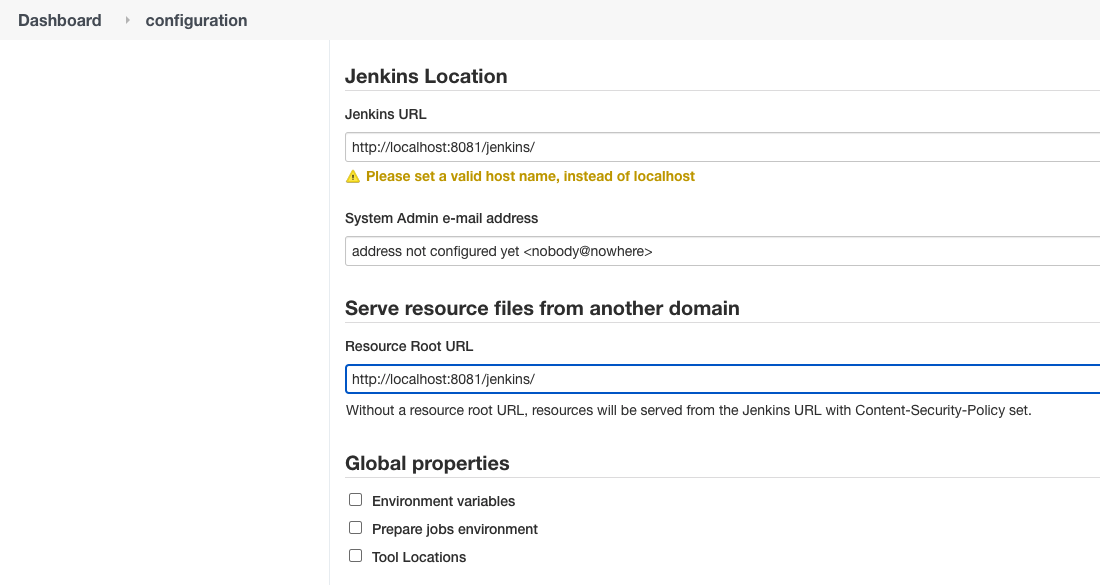 Dashboard configuration
Jenkins Location
Jenkins URL
http://localhost:8081/jenkins/
Please set a valid host name, instead of localhost
System Admin e-mail address
address not configured yet <nobody@nowhere>
Serve resource files from another domain
Resource Root URL
http://localhost:8081/jenkins/
Without a resource root URL, resources will be served from the Jenkins URL with Content-Security-Policy set.
Global properties
Environment variables
Prepare jobs environment
Tool Locations